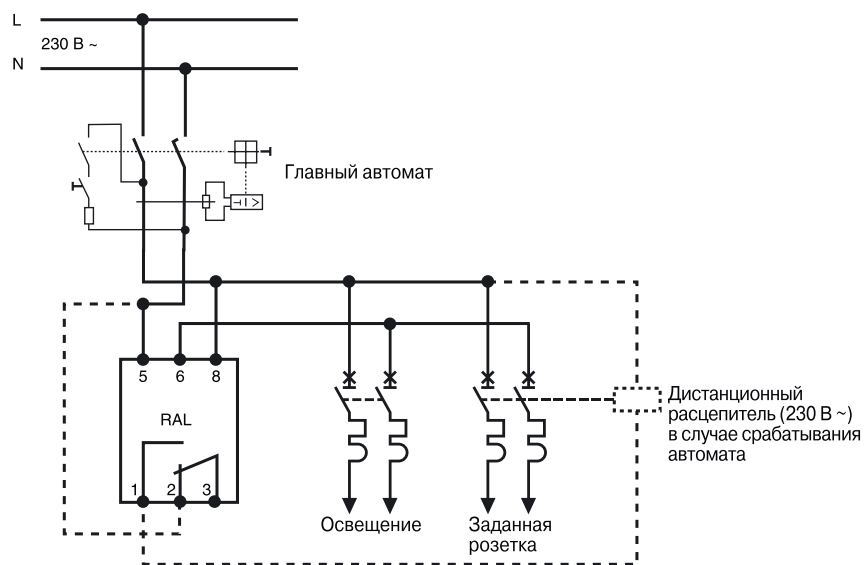 L
230 В ~
N
Главный автомат
5 6 8
RAL
1 2 3
Дистанционный
расцепитель (230 В ~)
в случае срабатывания
автомата
Освещение
Заданная
розетка